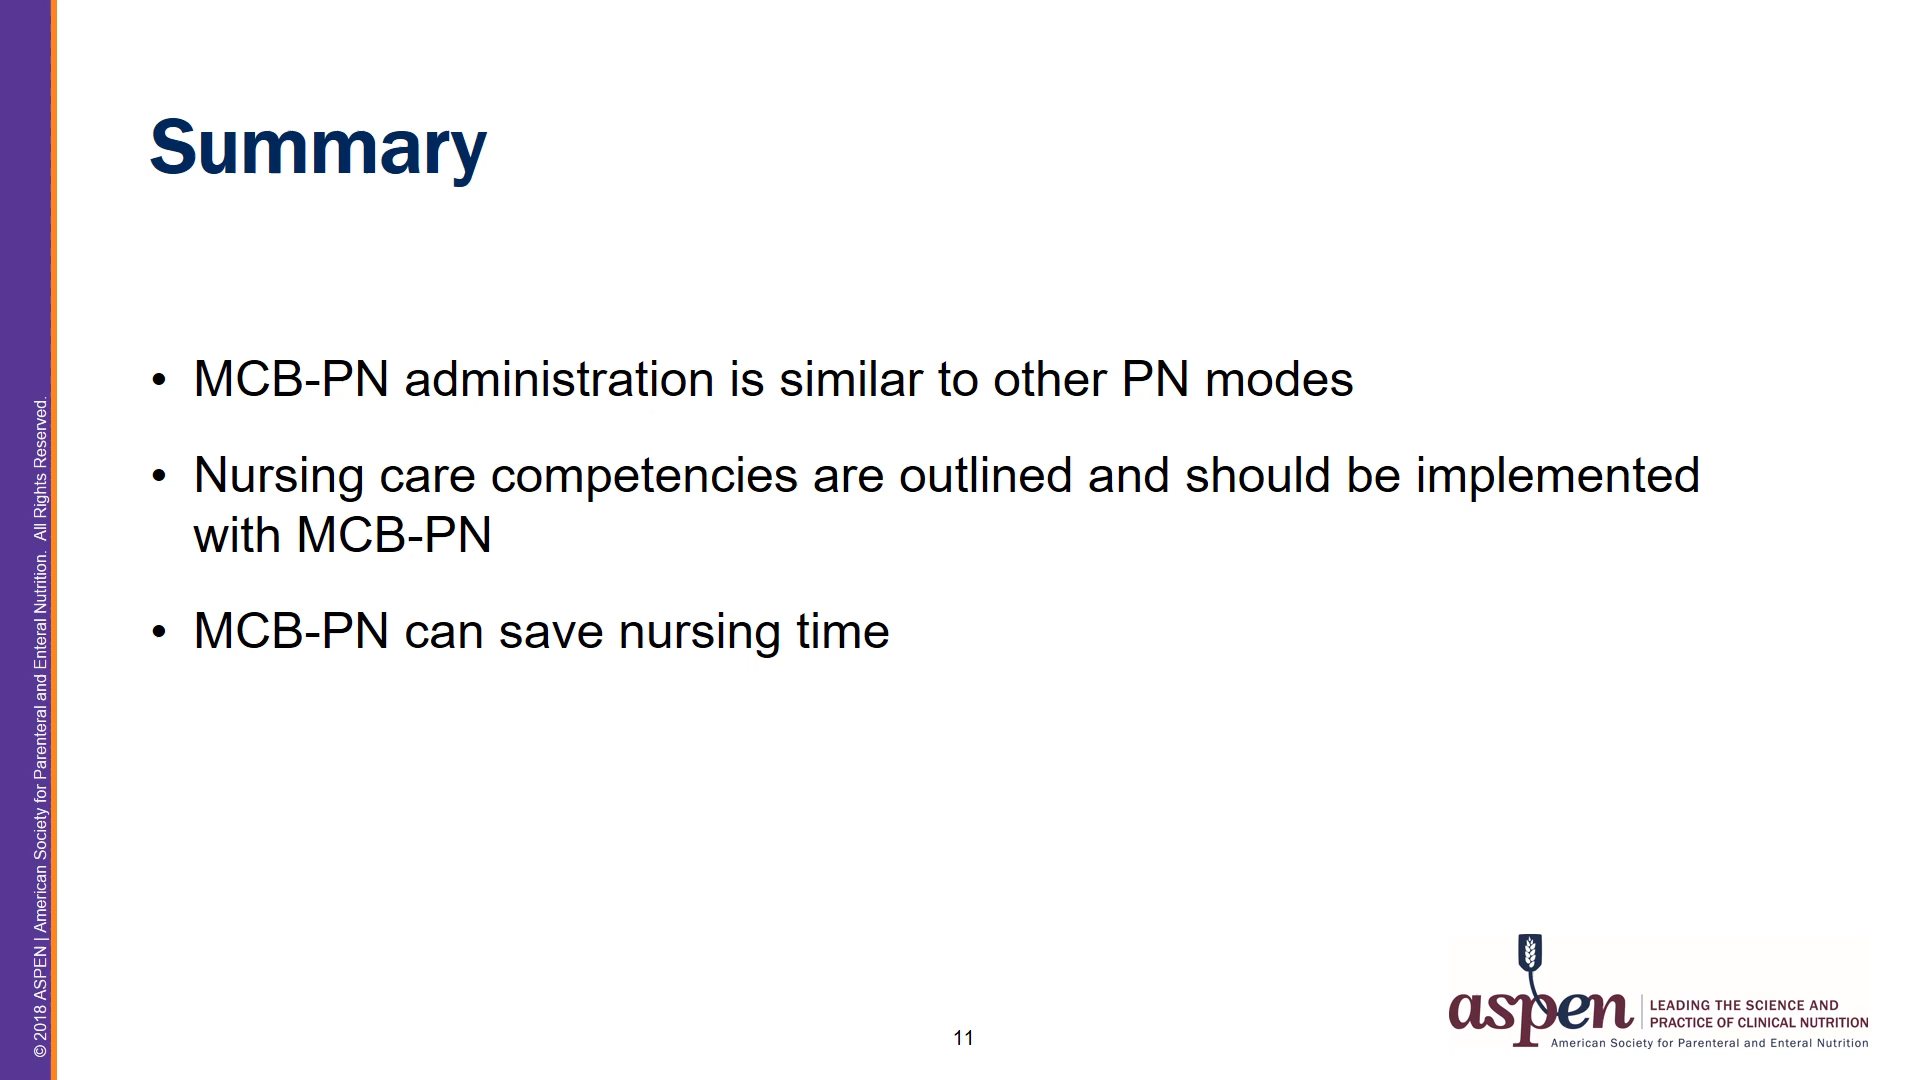 Summary
• MCB-PN administration is similar to other PN modes
• Nursing care competencies are outlined and should be implemented
with MCB-PN
• MCB-PN can save nursing time
© 2018 ASPEN | American Society for Parenteral and Enteral Nutrition. All Rights Reserved.
11
aspen
LEADING THE SCIENCE AND
PRACTICE OF CLINICAL NUTRITION
American Society for Parenteral and Enteral Nutrition